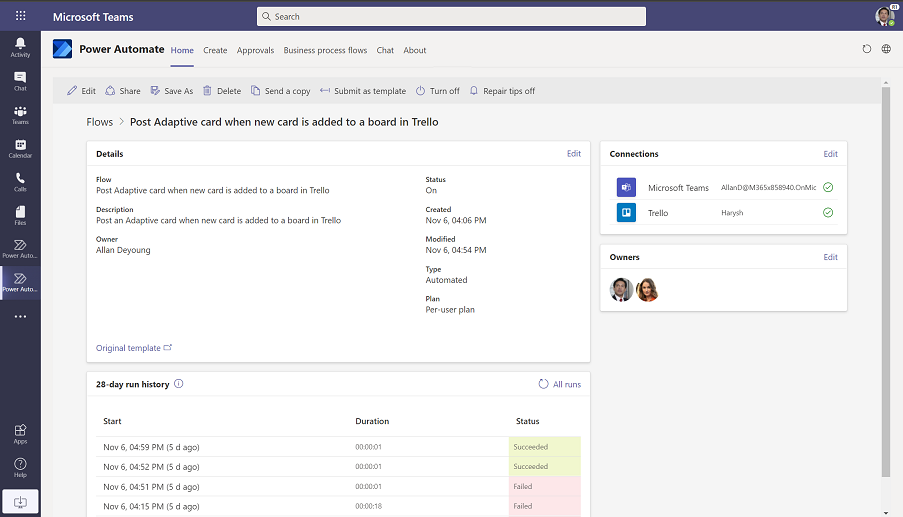 Microsoft Teams
Search
81
Activity
Chat
Teams
Calendar
Calls
Files
Power Auto...
Power Auto...
Apps
Help
Power Automate Home Create Approvals Business process flows Chat About
Edit Share Save As Delete Send a copy Submit as template Turn off Repair tips off
Flows > Post Adaptive card when new card is added to a board in Trello
Details Edit
Flow
Post Adaptive card when new card is added to a board in Trello
Description
Post an Adaptive card when new card is added to a board in Trello
Owner
Allan Deyoung
Status
On
Created
Nov 6, 04:06 PM
Modified
Nov 6, 04:54 PM
Type
Automated
Plan
Per-user plan
Original template
Connections Edit
Microsoft Teams AllanD@M365x858940.OnMic
Trello Harysh
Owners Edit
28-day run history All runs
Start Duration Status
Nov 6, 04:59 PM (5 d ago) 00:00:01 Succeeded
Nov 6, 04:52 PM (5 d ago) 00:00:01 Succeeded
Nov 6, 04:51 PM (5 d ago) 00:00:01 Failed
Nov 6, 04:15 PM (5 d ago) 00:00:18 Failed